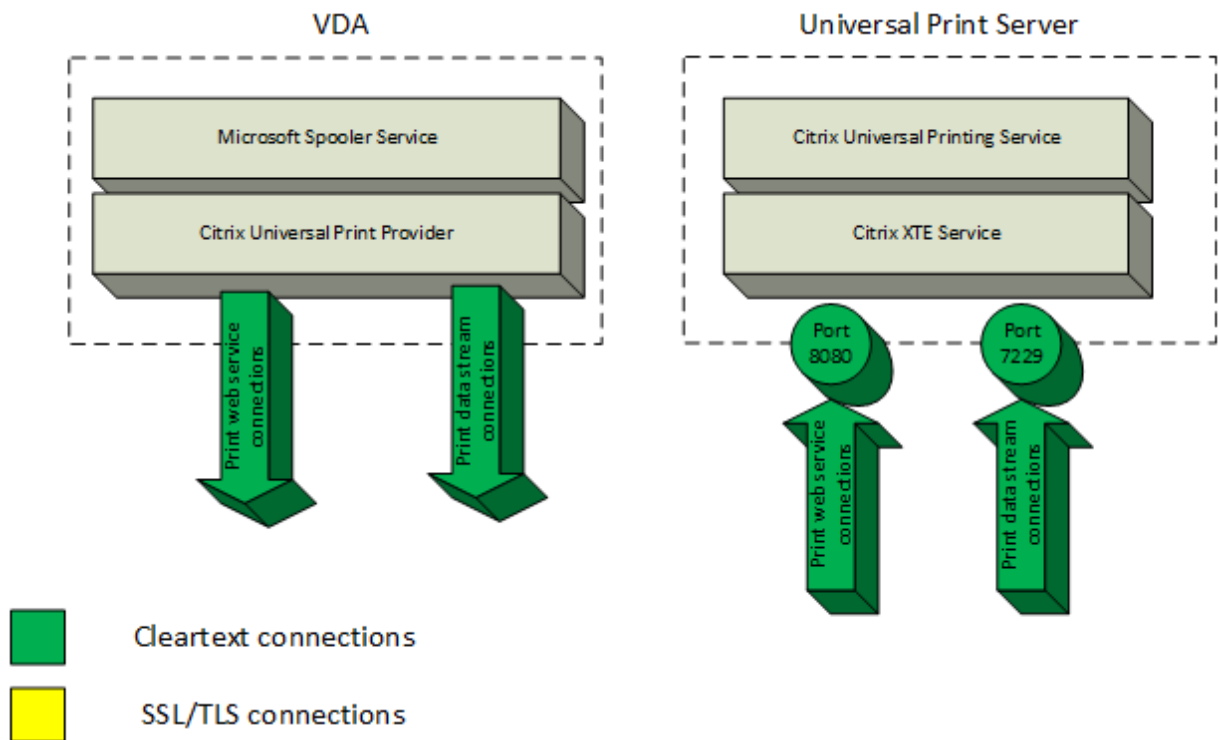 VDA
Universal Print Server
Microsoft Spooler Service
Citrix Universal Print Provider
Citrix Universal Printing Service
Citrix XTE Service
Print web service
connections
Print data stream
connections
Port
8080
Port
7229
Print web service
connections
Print data stream
connections
Cleartext connections
SSL/TLS connections